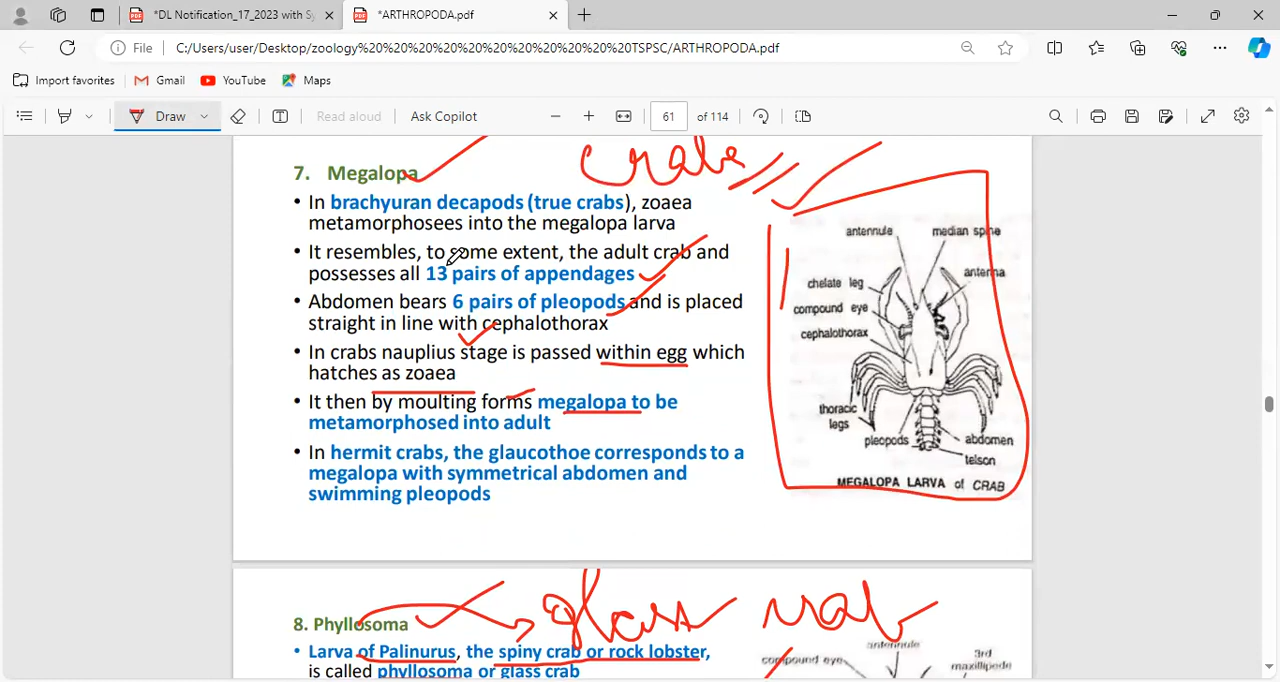 *DL Notification_17_2023 with Sy
*ARTHROPODA.pdf
File
C:/Users/user/Desktop/zoology%20%20%20%20%20%20%20%20%20%20TSPSC/ARTHROPODA.pdf
Import favorites
Gmail
YouTube
Maps
Draw
Read aloud
Ask Copilot
61
of 114
crabs
7. Megalopa
• In brachyuran decapods (true crabs), zoaea
metamorphosees into the megalopa larva
• It resembles, to some extent, the adult crab and
possesses all 13 pairs of appendages
• Abdomen bears 6 pairs of pleopods and is placed
straight in line with cephalothorax
• In crabs nauplius stage is passed within egg which
hatches as zoaea
• It then by moulting forms megalopa to be
metamorphosed into adult
• In hermit crabs, the glaucothoe corresponds to a
megalopa with symmetrical abdomen and
swimming pleopods
antennule
median spine
antenna
chelate leg
compound eye
cephalothorax
thoracic
legs
pleopods
abdomen
telson
MEGALOPA LARVA of CRAB
glass
8. Phyllosoma
• Larva of Palinurus, the spiny crab or rock lobster,
is called phyllosoma or glass crab
antennule
compound eye
3rd
maxillipede